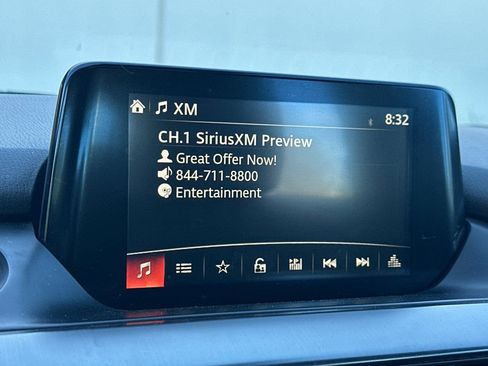 XM
8:32
CH.1 SiriusXM Preview
Great Offer Now!
844-711-8800
Entertainment